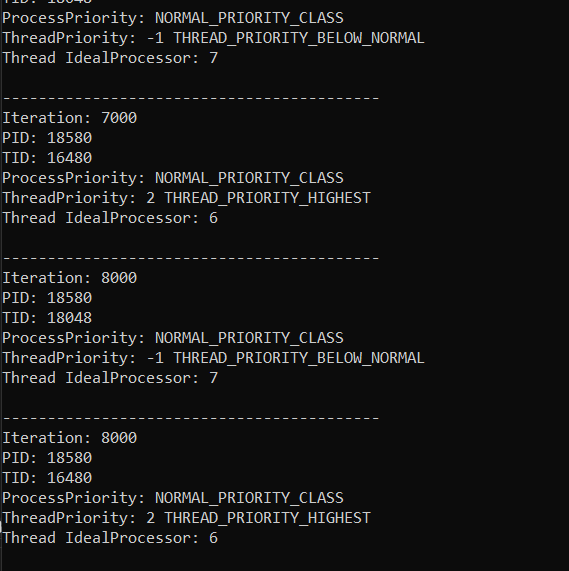 TID: 18048
ProcessPriority: NORMAL_PRIORITY_CLASS
ThreadPriority: -1 THREAD_PRIORITY_BELOW_NORMAL
Thread IdealProcessor: 7
------------------------------------------
Iteration: 7000
PID: 18580
TID: 16480
ProcessPriority: NORMAL_PRIORITY_CLASS
ThreadPriority: 2 THREAD_PRIORITY_HIGHEST
Thread IdealProcessor: 6
------------------------------------------
Iteration: 8000
PID: 18580
TID: 18048
ProcessPriority: NORMAL_PRIORITY_CLASS
ThreadPriority: -1 THREAD_PRIORITY_BELOW_NORMAL
Thread IdealProcessor: 7
------------------------------------------
Iteration: 8000
PID: 18580
TID: 16480
ProcessPriority: NORMAL_PRIORITY_CLASS
ThreadPriority: 2 THREAD_PRIORITY_HIGHEST
Thread IdealProcessor: 6